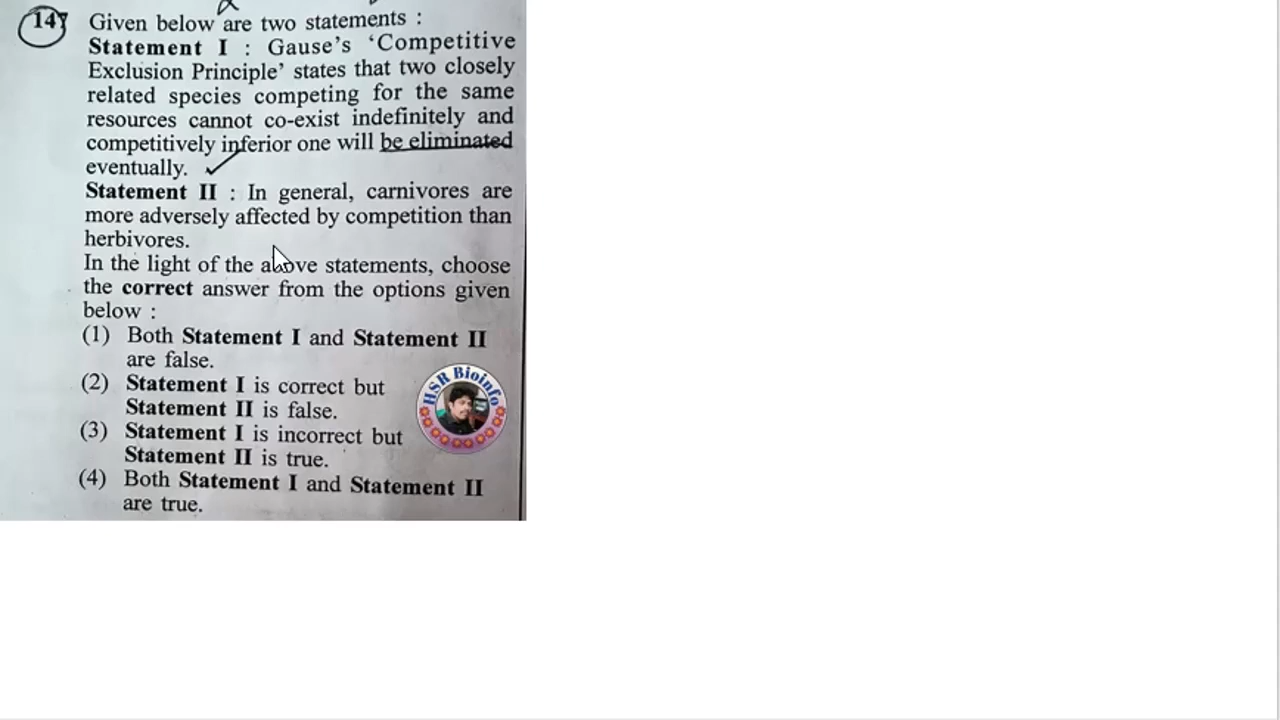 147 Given below are two statements :
Statement I : Gause's ‘Competitive
Exclusion Principle’ states that two closely
related species competing for the same
resources cannot co-exist indefinitely and
competitively inferior one will be eliminated
eventually.
Statement II : In general, carnivores are
more adversely affected by competition than
herbivores.
In the light of the above statements, choose
the correct answer from the options given
below :
(1) Both Statement I and Statement II
are false.
(2) Statement I is correct but
Statement II is false.
(3) Statement I is incorrect but
Statement II is true.
(4) Both Statement I and Statement II
are true.
HSR Bioinfo